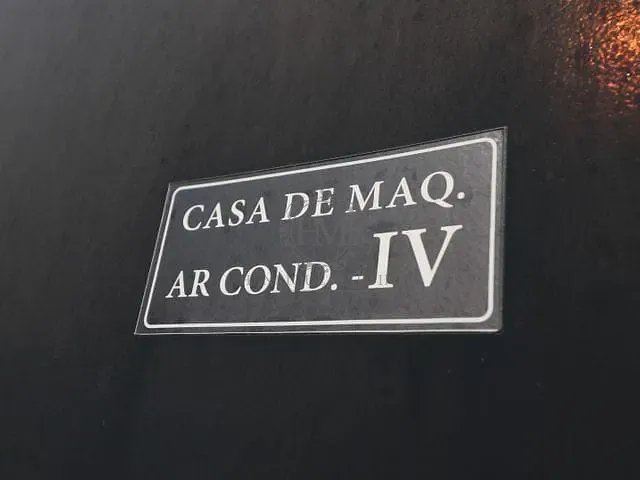 CASA DE MAQ.
AR COND. -IV